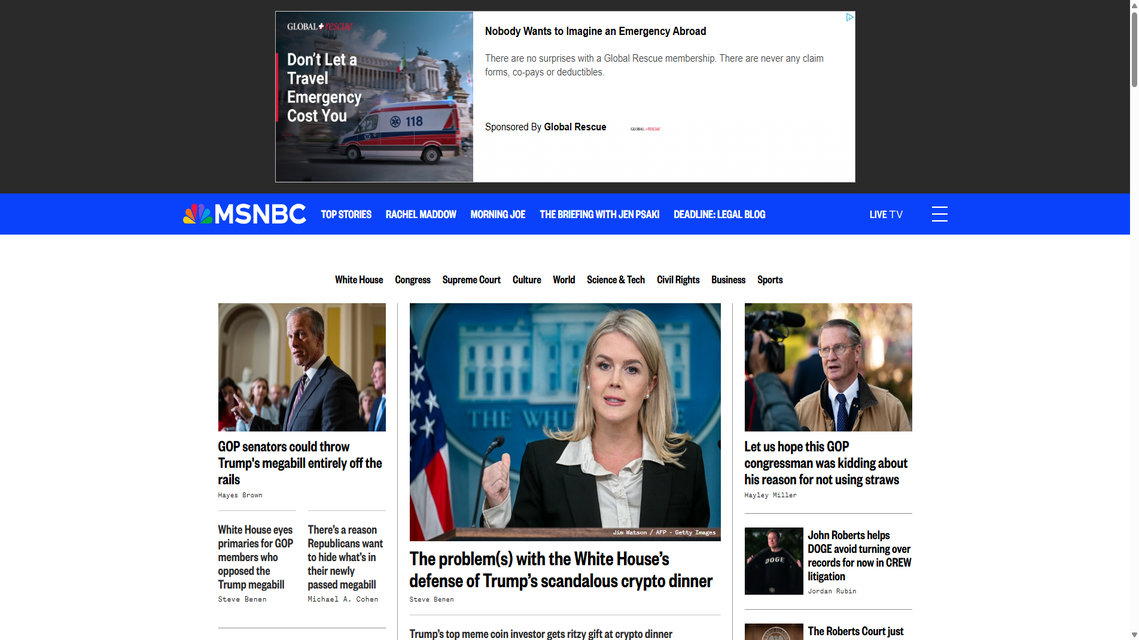 GLOBAL RESCUE
Don't Let a
Travel
Emergency
Cost You
118
Nobody Wants to Imagine an Emergency Abroad
There are no surprises with a Global Rescue membership. There are never any claim
forms, co-pays or deductibles.
Sponsored By Global Rescue
GLOBAL RESCUE
MSNBC
TOP STORIES
RACHEL MADDOW
MORNING JOE
THE BRIEFING WITH JEN PSAKI
DEADLINE: LEGAL BLOG
LIVE TV
White House
Congress
Supreme Court
Culture
World
Science & Tech
Civil Rights
Business
Sports
GOP senators could throw
Trump's megabill entirely off the
rails
Hayes Brown
White House eyes
primaries for GOP
members who
opposed the
Trump megabill
Steve Benen
There's a reason
Republicans want
to hide what's in
their newly
passed megabill
Michael A. Cohen
THE WH
Jim Watson / AFP - Getty Images
The problem(s) with the White House's
defense of Trump's scandalous crypto dinner
Steve Benen
Trump's top meme coin investor gets ritzy gift at crypto dinner
Let us hope this GOP
congressman was kidding about
his reason for not using straws
Hayley Miller
DOGE
John Roberts helps
DOGE avoid turning over
records for now in CREW
litigation
Jordan Rubin
The Roberts Court just